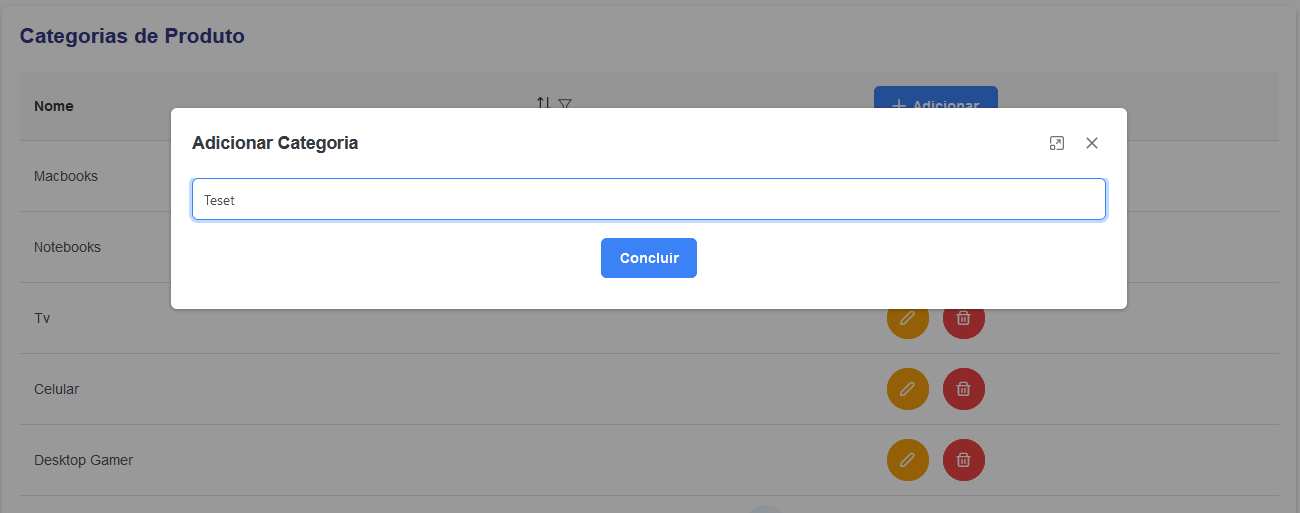 Categorias de Produto
Nome
Adicionar
Adicionar Categoria
Macbooks
Teset
Notebooks
Concluir
Tv
Celular
Desktop Gamer